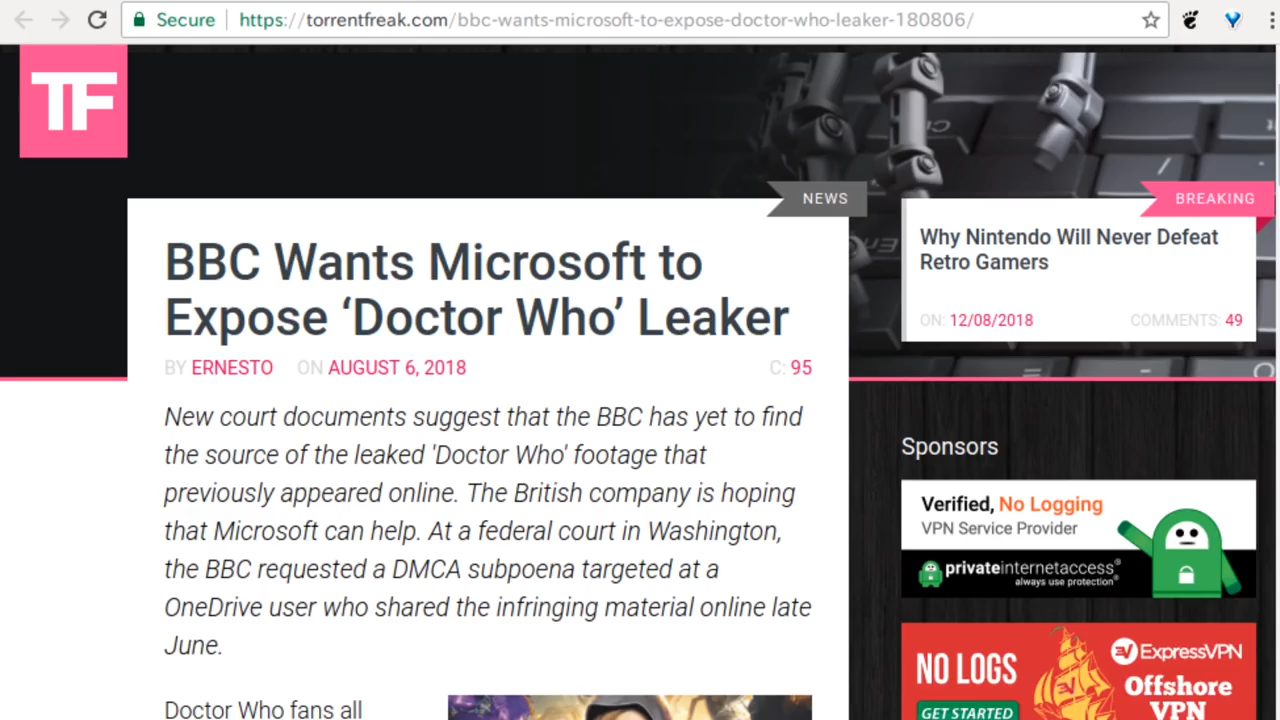 Secure
https://torrentfreak.com/bbc-wants-microsoft-to-expose-doctor-who-leaker-180806/
TF
NEWS
BBC Wants Microsoft to
Expose ‘Doctor Who’ Leaker
BY ERNESTO ON AUGUST 6, 2018 C: 95
New court documents suggest that the BBC has yet to find
the source of the leaked 'Doctor Who' footage that
previously appeared online. The British company is hoping
that Microsoft can help. At a federal court in Washington,
the BBC requested a DMCA subpoena targeted at a
OneDrive user who shared the infringing material online late
June.
Doctor Who fans all
BREAKING
Why Nintendo Will Never Defeat
Retro Gamers
ON: 12/08/2018 COMMENTS: 49
Sponsors
Verified, No Logging
VPN Service Provider
privateinternetaccess®
always use protection®
NO LOGS
GET STARTED
ExpressVPN
Offshore
VPN